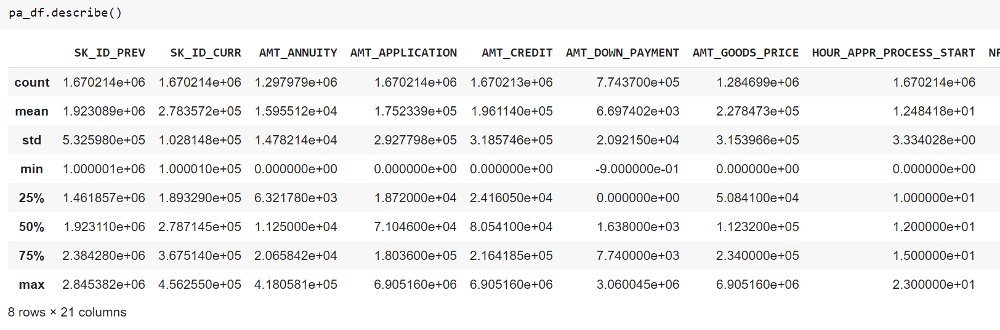 pa_df.describe()
SK_ID_PREV SK_ID_CURR AMT_ANNUITY AMT_APPLICATION AMT_CREDIT AMT_DOWN_PAYMENT AMT_GOODS_PRICE HOUR_APPR_PROCESS_START
count 1.670214e+06 1.670214e+06 1.297979e+06 1.670214e+06 1.670213e+06 7.743700e+05 1.284699e+06 1.670214e+06
mean 1.923089e+06 2.783572e+05 1.595512e+04 1.752339e+05 1.961140e+05 6.697402e+03 2.278473e+05 1.248418e+01
std 5.325980e+05 1.028148e+05 1.478214e+04 2.927798e+05 3.185746e+05 2.092150e+04 3.153966e+05 3.334028e+00
min 1.000001e+06 1.000010e+05 0.000000e+00 0.000000e+00 0.000000e+00 -9.000000e-01 0.000000e+00 0.000000e+00
25% 1.461857e+06 1.893290e+05 6.321780e+03 1.872000e+04 2.416050e+04 0.000000e+00 5.084100e+04 1.000000e+01
50% 1.923110e+06 2.787145e+05 1.125000e+04 7.104600e+04 8.054100e+04 1.638000e+03 1.123200e+05 1.200000e+01
75% 2.384280e+06 3.675140e+05 2.065842e+04 1.803600e+05 2.164185e+05 7.740000e+03 2.340000e+05 1.500000e+01
max 2.845382e+06 4.562550e+05 4.180581e+05 6.905160e+06 6.905160e+06 3.060045e+06 6.905160e+06 2.300000e+01
8 rows × 21 columns